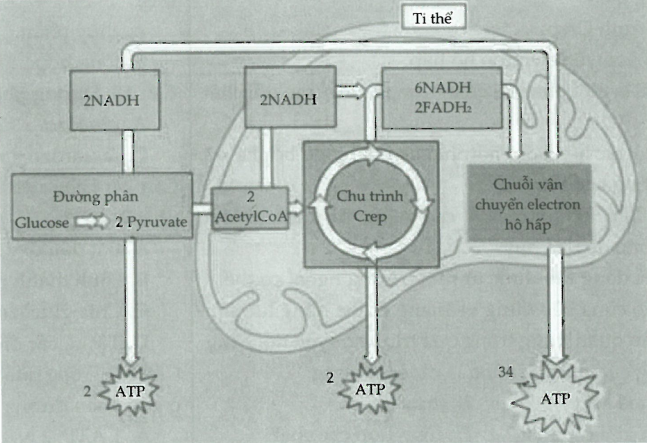 Ti thể
2NADH
2NADH
6NADH
2FADH₂
Đường phân
Glucose 2 Pyruvate
2
AcetylCoA
Chu trình
Crep
Chuỗi vận
chuyển electron
hô hấp
2 ATP
2 ATP
34 ATP